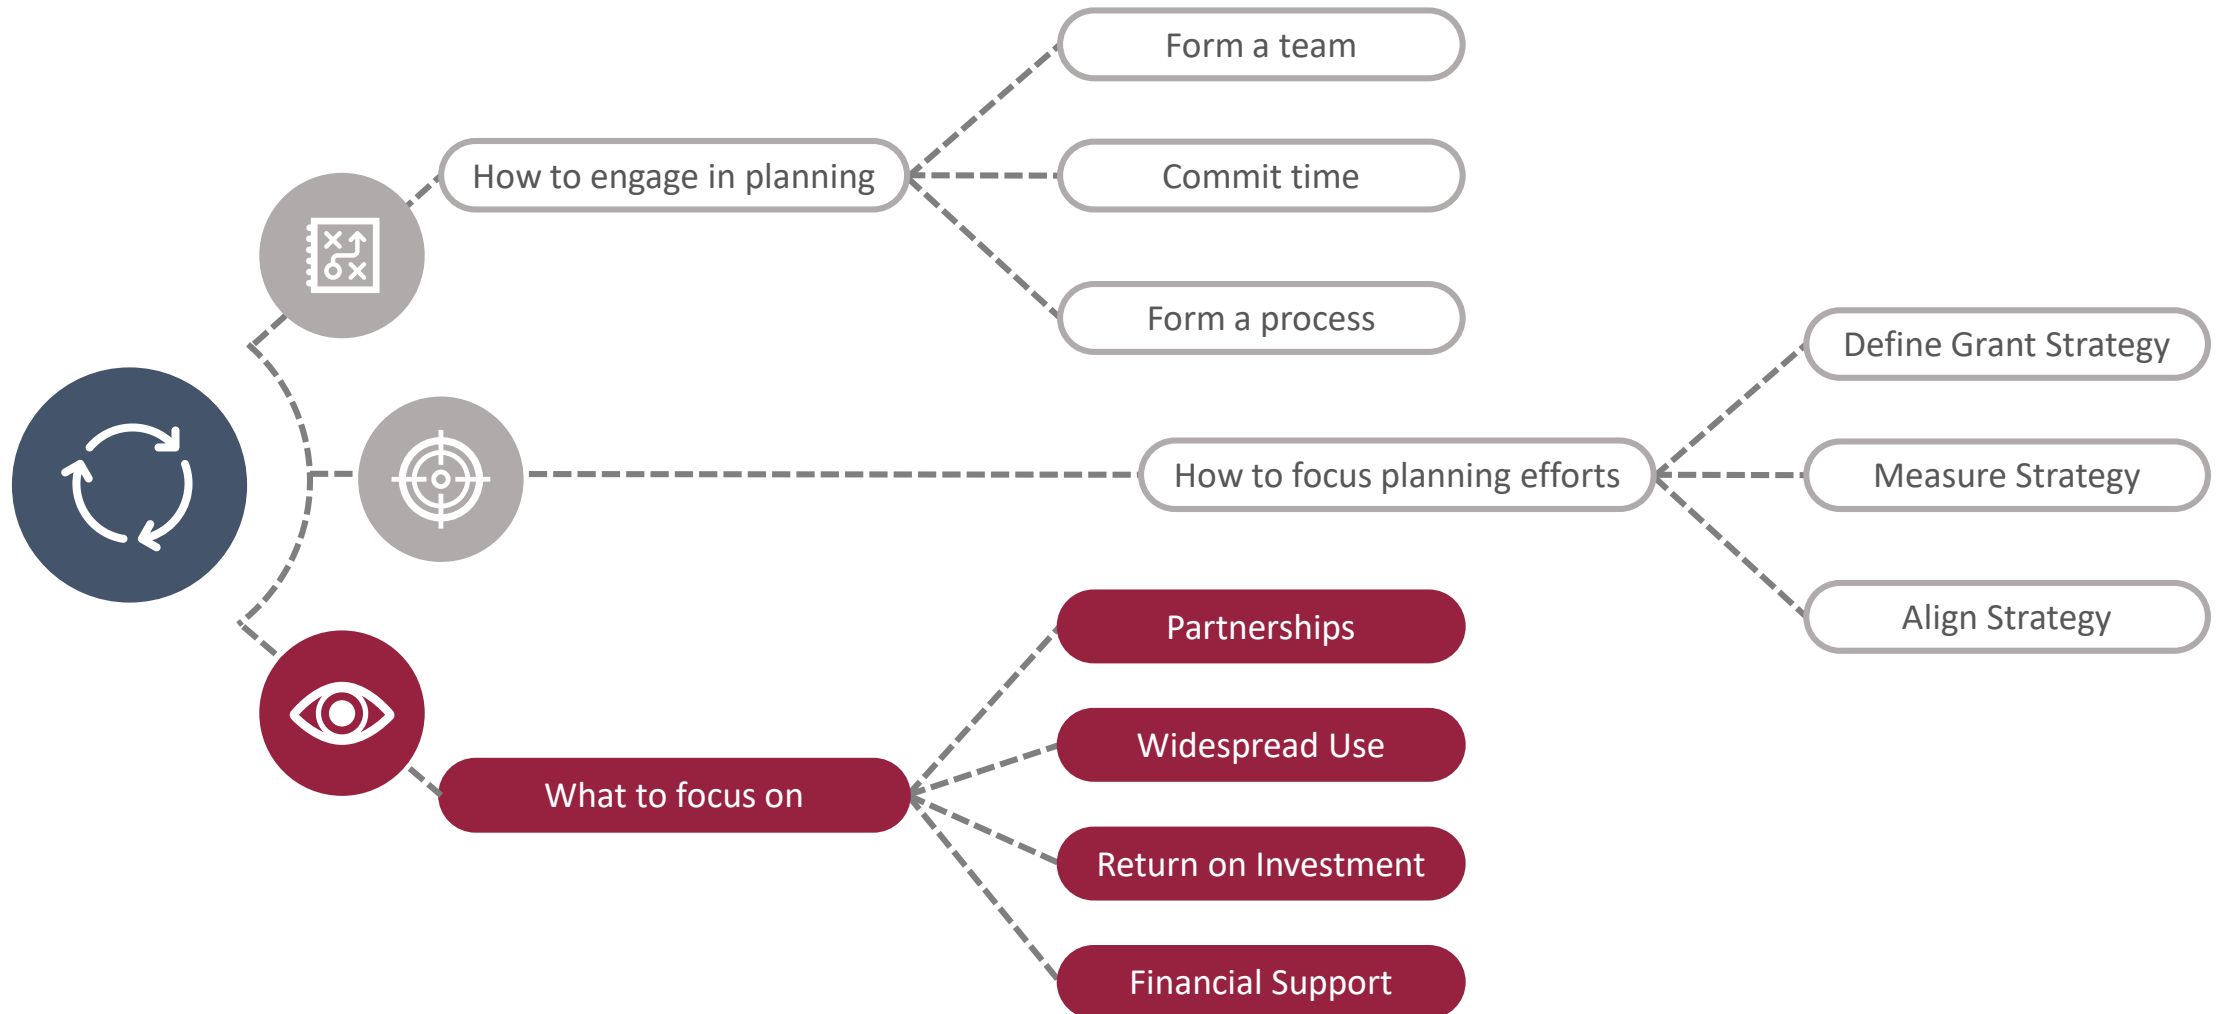 How to engage in planning
Form a team
Commit time
Form a process
How to focus planning efforts
Define Grant Strategy
Measure Strategy
Align Strategy
What to focus on
Partnerships
Widespread Use
Return on Investment
Financial Support